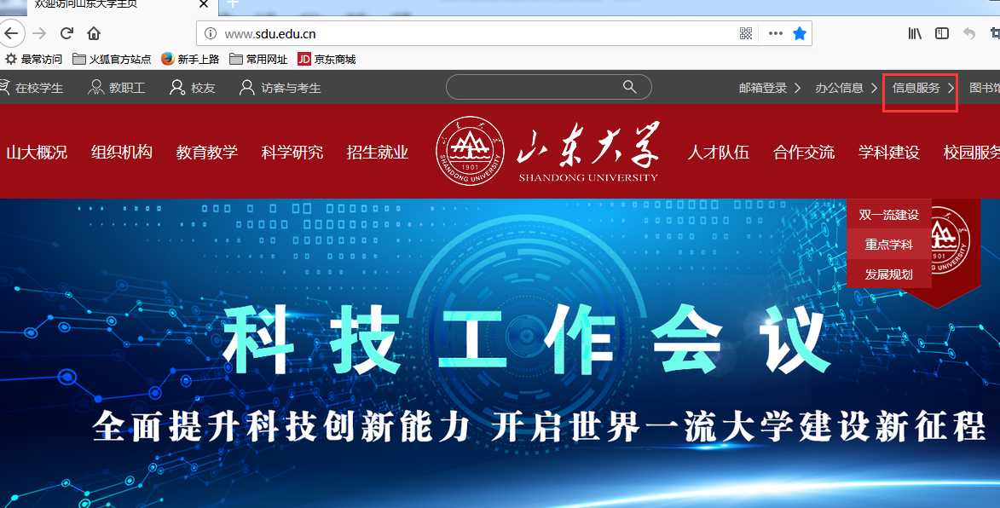 欢迎访问山东大学主页
www.sdu.edu.cn
最常访问 火狐官方站点 新手上路 常用网址 JD 京东商城
在校学生 教职工 校友 访客与考生 邮箱登录 办公信息 信息服务 图书馆
山大概况 组织机构 教育教学 科学研究 招生就业 山东大学 人才队伍 合作交流 学科建设 校园服务
SHANDONG UNIVERSITY
1901
SHANDONG UNIVERSITY
双一流建设
重点学科
发展规划
901
G UNIVERSITY
科技工作会议
全面提升科技创新能力 开启世界一流大学建设新征程